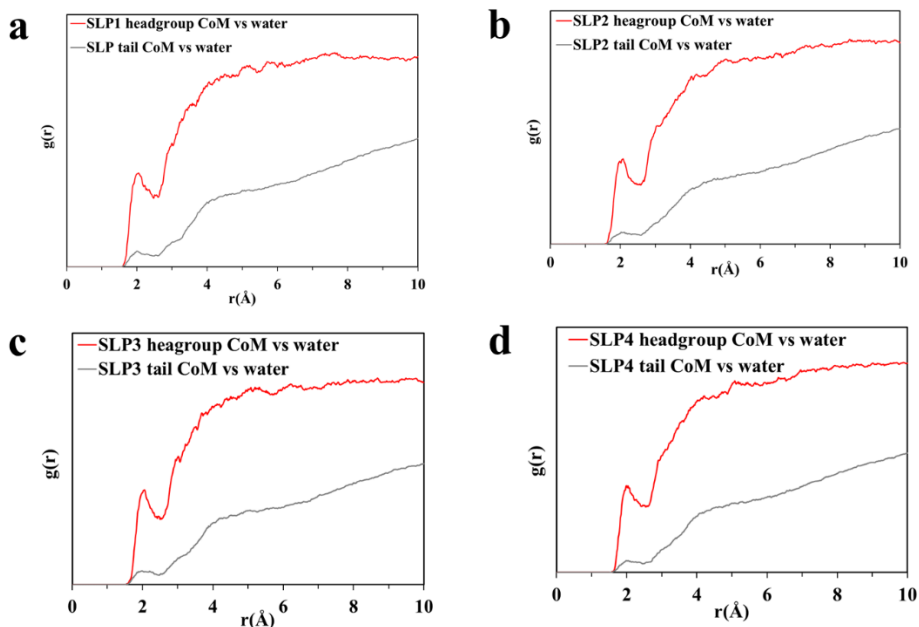 a
SLP1 headgroup CoM vs water
SLP tail CoM vs water
g(r)
0 2 4 6 8 10
r(Å)
b
SLP2 heagroup CoM vs water
SLP2 tail CoM vs water
g(r)
0 2 4 6 8 10
r(Å)
c
SLP3 heagroup CoM vs water
SLP3 tail CoM vs water
g(r)
0 2 4 6 8 10
r(Å)
d
SLP4 headgroup CoM vs water
SLP4 tail CoM vs water
g(r)
0 2 4 6 8 10
r(Å)